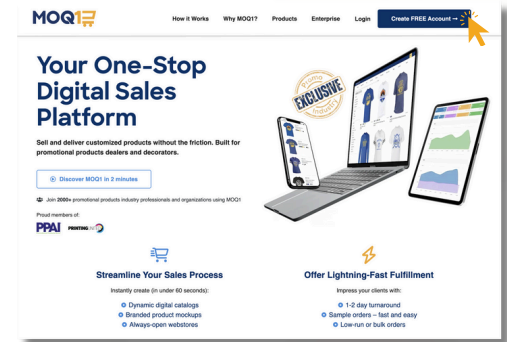 MOQ1
How it Works
Why MOQ1?
Products
Enterprise
Login
Create FREE Account →
Your One-Stop
Digital Sales
Platform
Sell and deliver customized products without the friction. Built for
promotional products dealers and decorators.
Discover MOQ1 in 2 minutes
Join 2000+ promotional products industry professionals and organizations using MOQ1
Proud members of:
PPAI
PRINTING
Promo
EXCLUSIVE
Industry
Streamline Your Sales Process
Instantly create (in under 60 seconds):
Dynamic digital catalogs
Branded product mockups
Always-open webstores
Offer Lightning-Fast Fulfillment
Impress your clients with:
1-2 day turnaround
Sample orders – fast and easy
Low-run or bulk orders